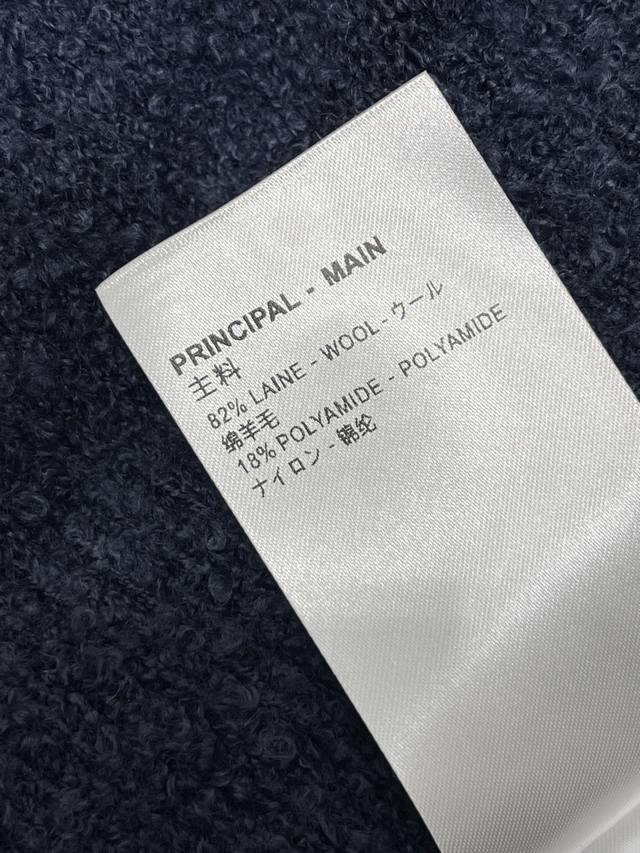 PRINCIPAL - MAIN
主料
82% LAINE - WOOL - ウール
绵羊毛
18% POLYAMIDE - POLYAMIDE
ナイロン - 锦纶